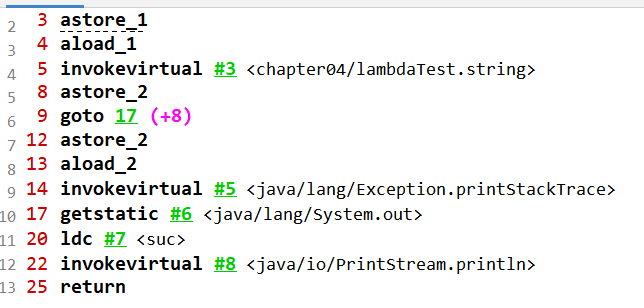 2 3 astore_1
3 4 aload_1
4 5 invokevirtual #3 <chapter04/lambdaTest.string>
5 8 astore_2
6 9 goto 17 (+8)
7 12 astore_2
8 13 aload_2
9 14 invokevirtual #5 <java/lang/Exception.printStackTrace>
10 17 getstatic #6 <java/lang/System.out>
11 20 ldc #7 <suc>
12 22 invokevirtual #8 <java/io/PrintStream.println>
13 25 return